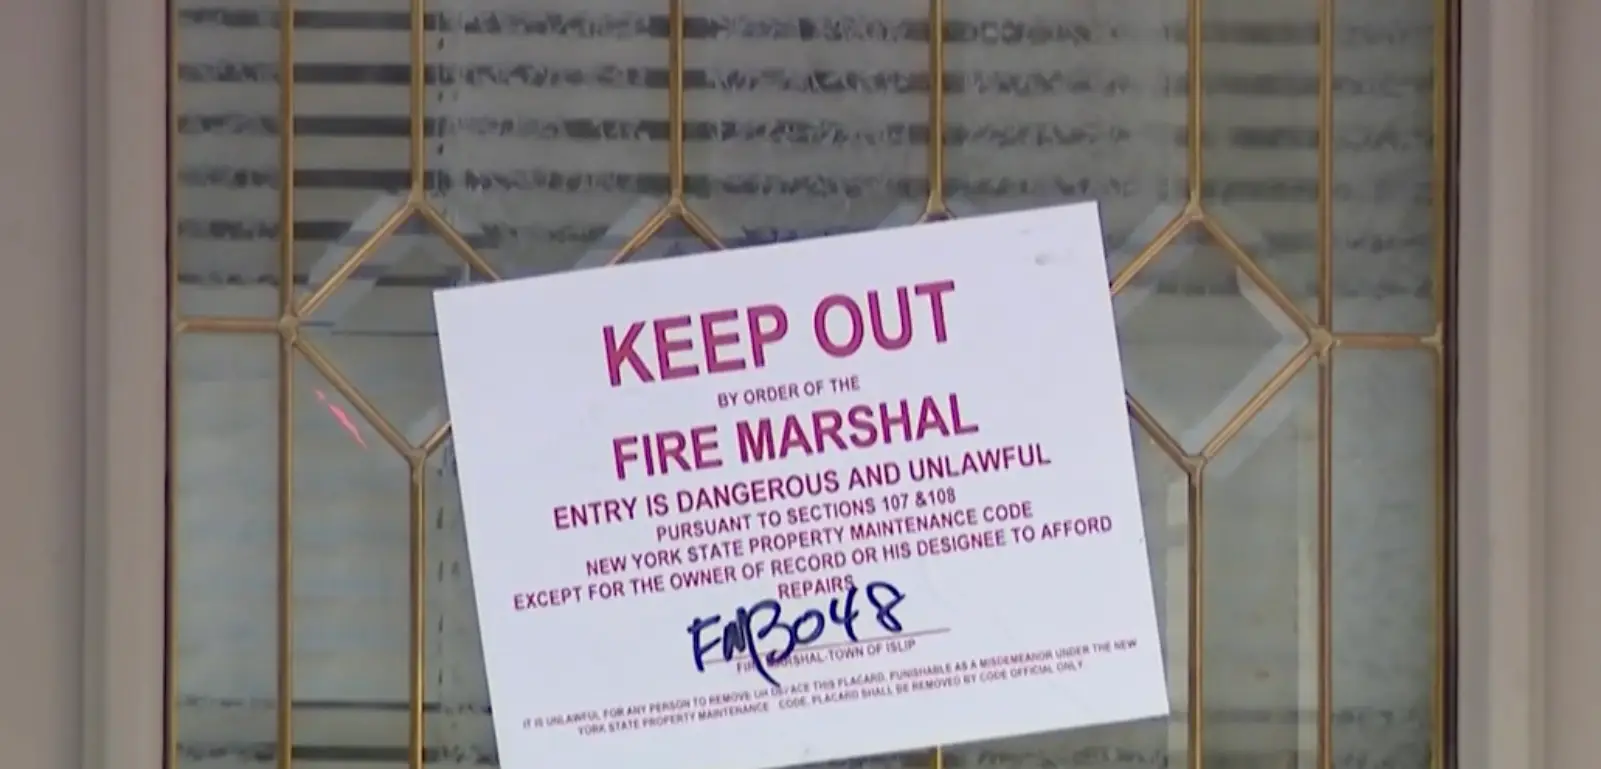 KEEP OUT
BY ORDER OF THE
FIRE MARSHAL
ENTRY IS DANGEROUS AND UNLAWFUL
PURSUANT TO SECTIONS 107 &108
NEW YORK STATE PROPERTY MAINTENANCE CODE
EXCEPT FOR THE OWNER OF RECORD OR HIS DESIGNEE TO AFFORD
REPAIRS
FMB048
FIRE MARSHAL-TOWN OF ISLIP
IT IS UNLAWFUL FOR ANY PERSON TO REMOVE OR DEFACE THIS PLACARD, PUNISHABLE AS A MISDEMEANOR UNDER THE NEW
YORK STATE PROPERTY MAINTENANCE CODE, PLACARD SHALL BE REMOVED BY CODE OFFICIAL ONLY